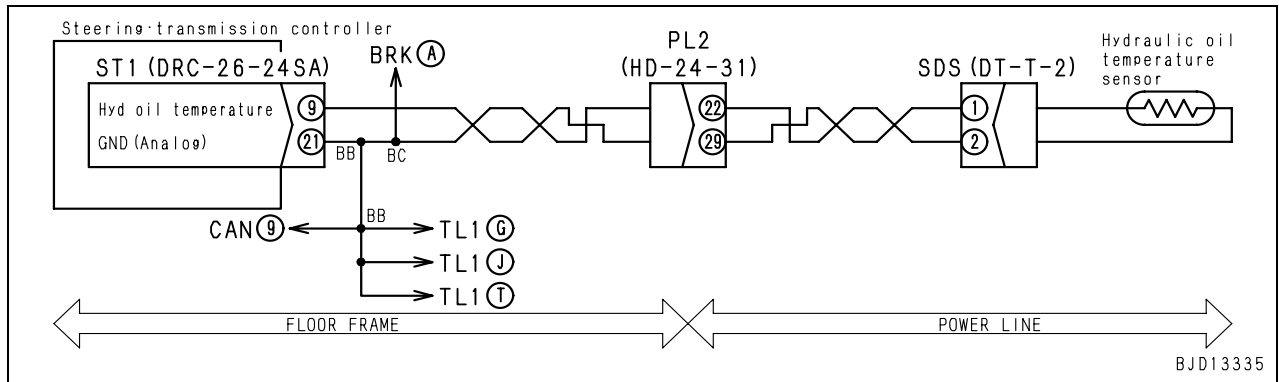 Steering·transmission controller
ST1 (DRC-26-24SA)
Hyd oil temperature 9
GND (Analog) 21
BRK A
BB
BC
BB
CAN 9
TL1 G
TL1 J
TL1 T
PL2
(HD-24-31)
22
29
SDS (DT-T-2)
1
2
Hydraulic oil
temperature
sensor
FLOOR FRAME
POWER LINE
BJD13335